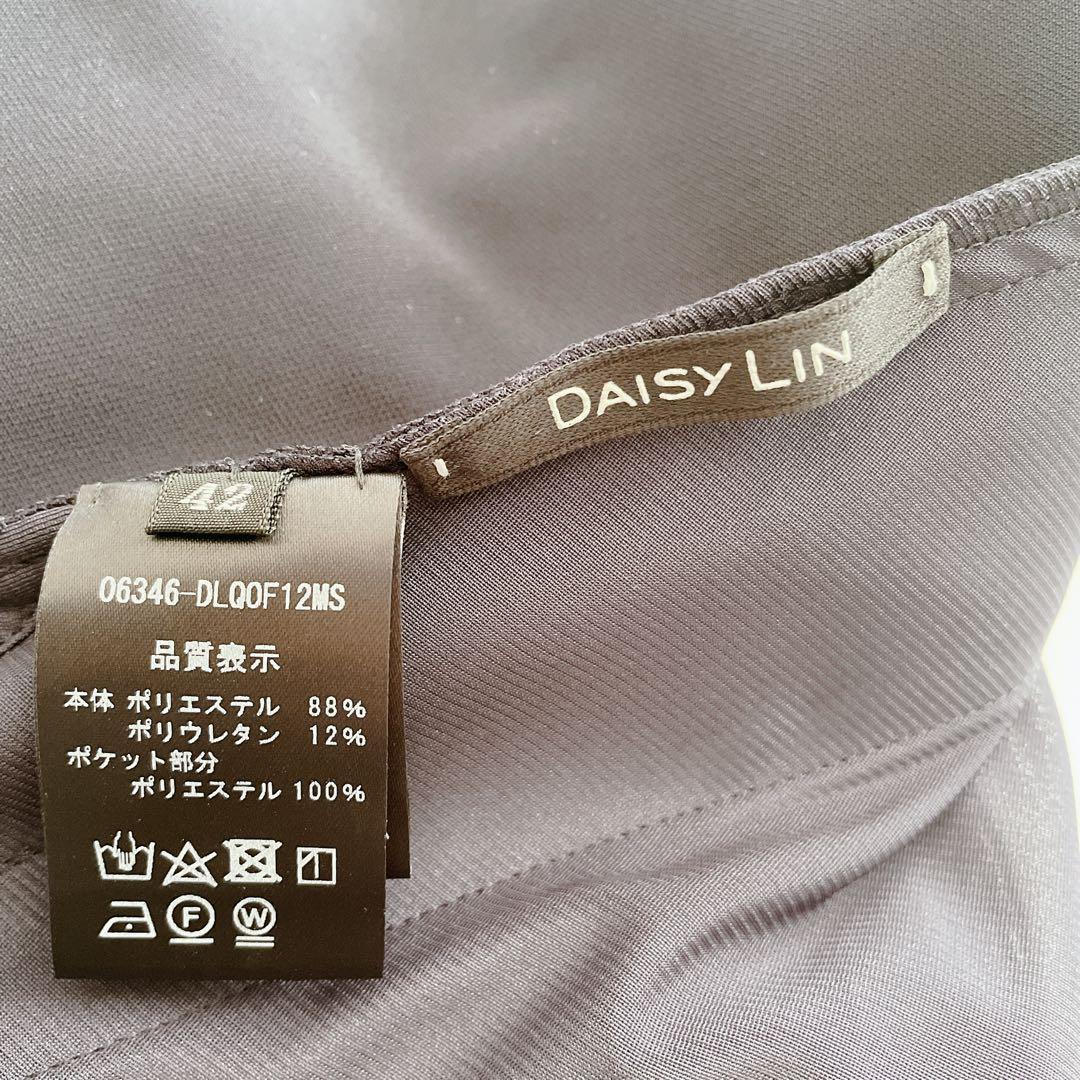 DAISY LIN
42
06346-DLQ0F12MS
品質表示
本体 ポリエステル 88%
ポリウレタン 12%
ポケット部分
ポリエステル 100%
F W